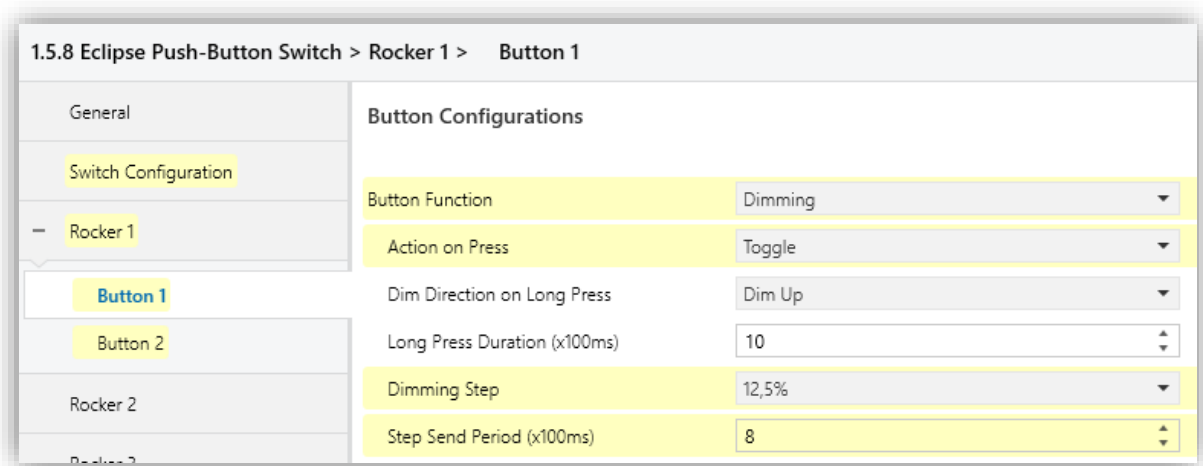 1.5.8 Eclipse Push-Button Switch > Rocker 1 > Button 1
General
Switch Configuration
– Rocker 1
Button 1
Button 2
Rocker 2
Button Configurations
Button Function Dimming
Action on Press Toggle
Dim Direction on Long Press Dim Up
Long Press Duration (x100ms) 10
Dimming Step 12,5%
Step Send Period (x100ms) 8